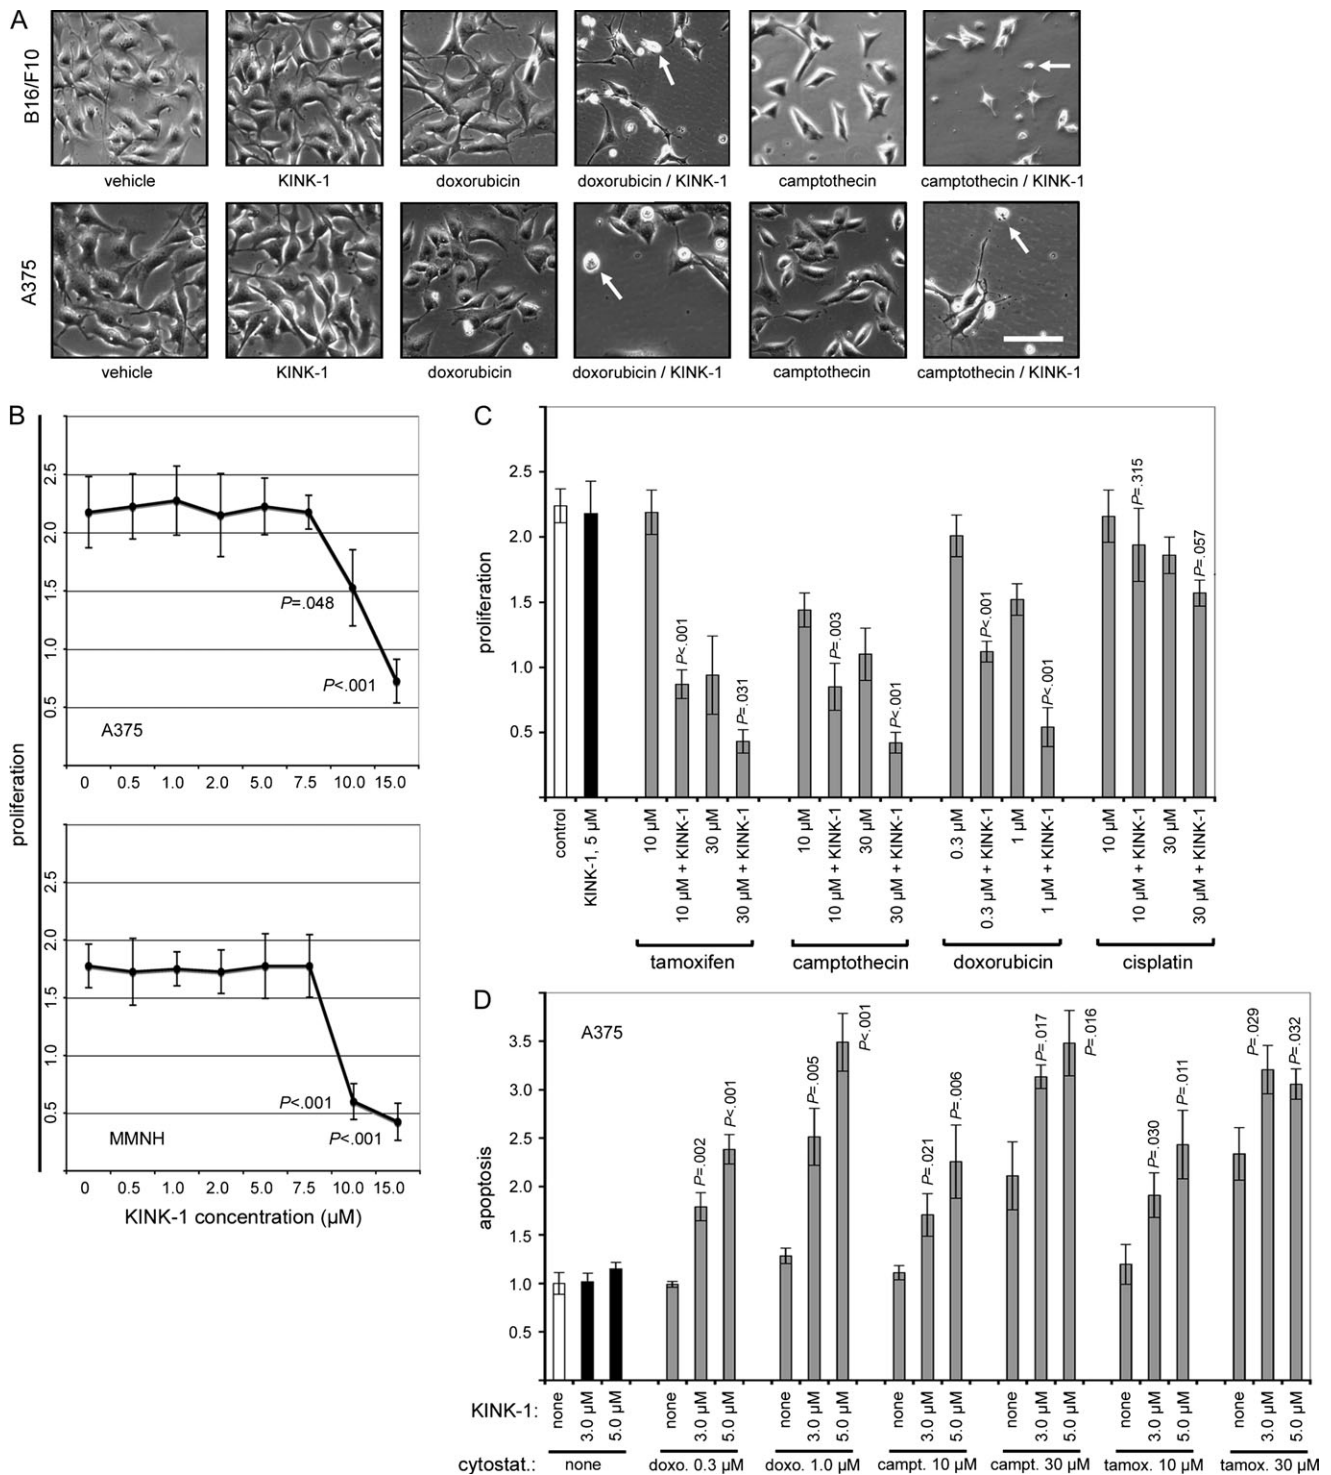 A
B16/F10
vehicle
KINK-1
doxorubicin
doxorubicin / KINK-1
camptothecin
camptothecin / KINK-1
A375
vehicle
KINK-1
doxorubicin
doxorubicin / KINK-1
camptothecin
camptothecin / KINK-1
B
proliferation
2.5
2.0
1.5
1.0
0.5
P=.048
P<.001
A375
0 0.5 1.0 2.0 5.0 7.5 10.0 15.0
2.5
2.0
1.5
1.0
0.5
P<.001
P<.001
MMNH
0 0.5 1.0 2.0 5.0 7.5 10.0 15.0
KINK-1 concentration (µM)
C
proliferation
2.5
2.0
1.5
1.0
0.5
P<.001
P=.031
P=.003
P<.001
P<.001
P<.001
P=.315
P=.057
control
KINK-1, 5 µM
10 µM
10 µM + KINK-1
30 µM
30 µM + KINK-1
10 µM
10 µM + KINK-1
30 µM
30 µM + KINK-1
0.3 µM
0.3 µM + KINK-1
1 µM
1 µM + KINK-1
10 µM
10 µM + KINK-1
30 µM
30 µM + KINK-1
tamoxifen
camptothecin
doxorubicin
cisplatin
D
A375
apoptosis
3.5
3.0
2.5
2.0
1.5
1.0
0.5
P=.002
P<.001
P=.005
P<.001
P=.021
P=.006
P=.017
P=.016
P=.030
P=.011
P=.029
P=.032
KINK-1:
none
3.0 µM
5.0 µM
none
3.0 µM
5.0 µM
none
3.0 µM
5.0 µM
none
3.0 µM
5.0 µM
none
3.0 µM
5.0 µM
none
3.0 µM
5.0 µM
none
3.0 µM
5.0 µM
cytostat.:
none
doxo. 0.3 µM
doxo. 1.0 µM
campt. 10 µM
campt. 30 µM
tamox. 10 µM
tamox. 30 µM